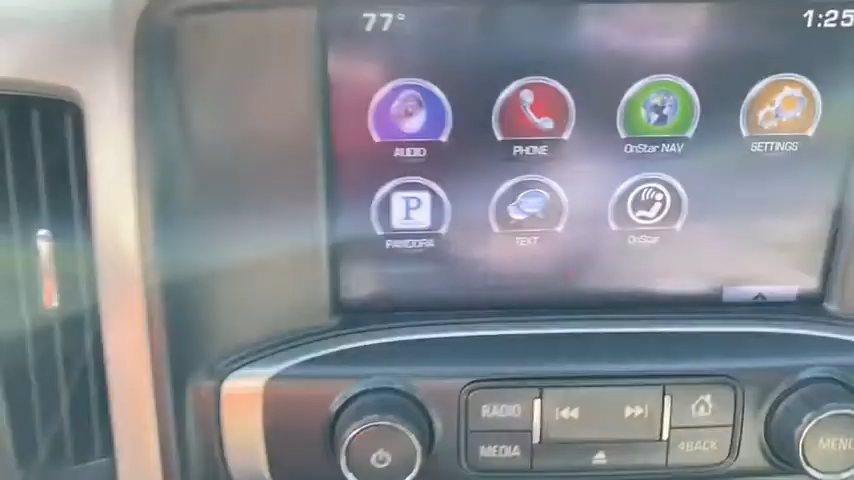 77° 1:25
AUDIO PHONE OnStar NAV SETTINGS
P
PANDORA TEXT OnStar
RADIO
MEDIA BACK
MENU